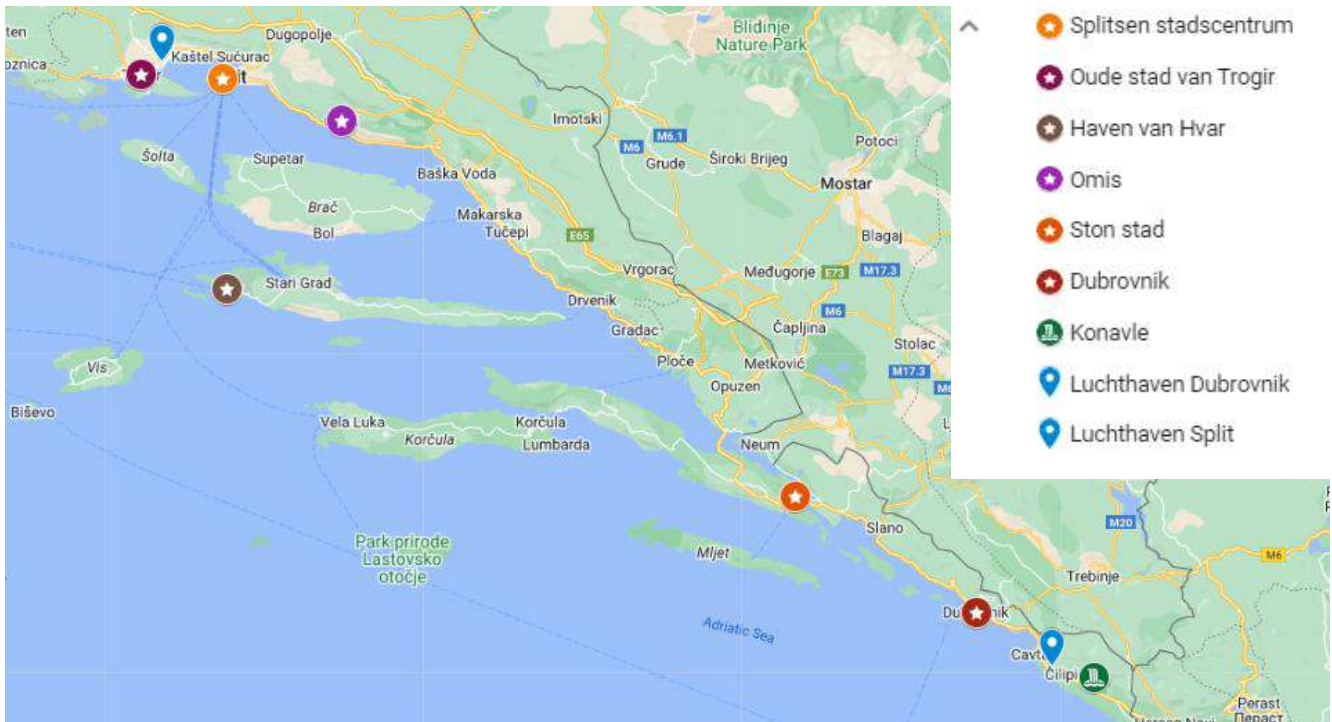 Splitsen stadscentrum
Oude stad van Trogir
Haven van Hvar
Omis
Ston stad
Dubrovnik
Konavle
Luchthaven Dubrovnik
Luchthaven Split
Blidinje
Nature Park
Dugopolje
Kaštel Sućurac
Imotski
M6.1
M6
Grude
Široki Brijeg
Potoci
Mostar
Šolta
Supetar
Brač
Bol
Baška Voda
Makarska
Tučepi
E65
Blagaj
Vrgorac
Međugorje
E73
M17.3
Stari Grad
Drvenik
Gradac
M6
Čapljina
Stolac
Vis
Ploče
Metković
M17.3
Opuzen
Biševo
Vela Luka
Korčula
Korčula
Lumbarda
Neum
Slano
M20
Park prirode
Lastovsko
otočje
Mljet
M6
Trebinje
Adriatic Sea
Čilipi
Perast
Пераст